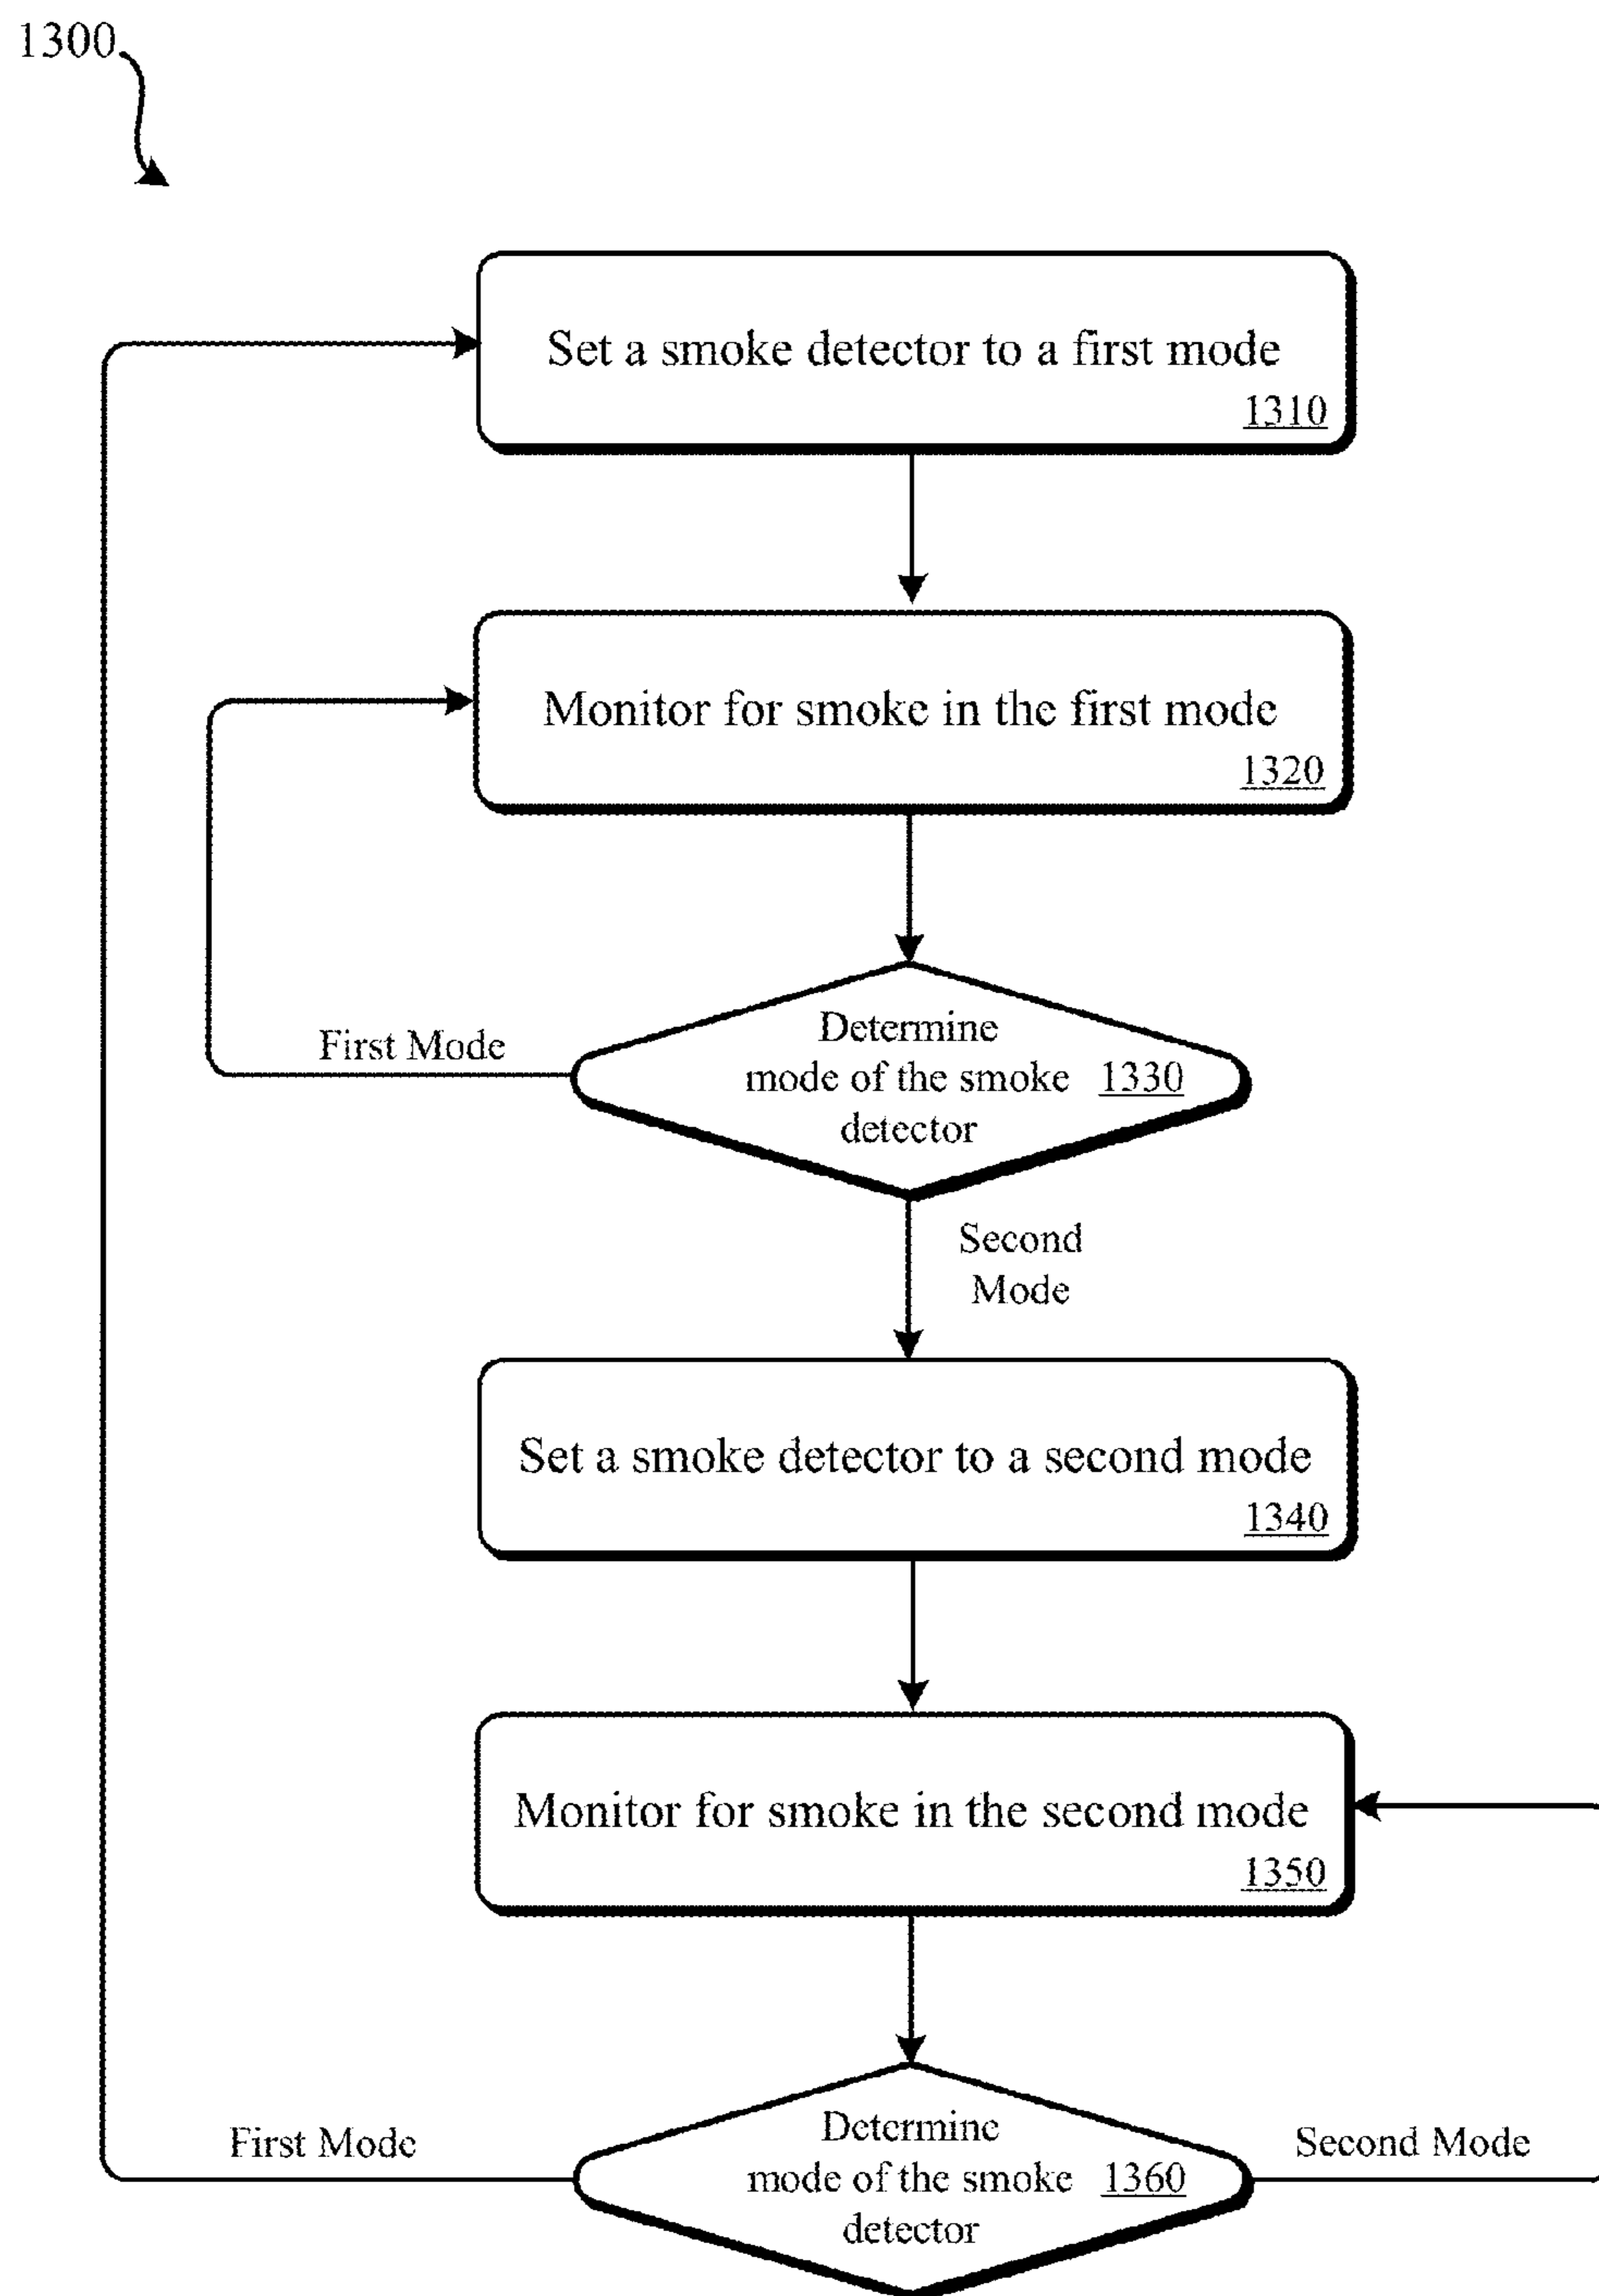 1300
Set a smoke detector to a first mode
1310
Monitor for smoke in the first mode
1320
Determine
mode of the smoke 1330
detector
First Mode
Second
Mode
Set a smoke detector to a second mode
1340
Monitor for smoke in the second mode
1350
Determine
mode of the smoke 1360
detector
First Mode
Second Mode